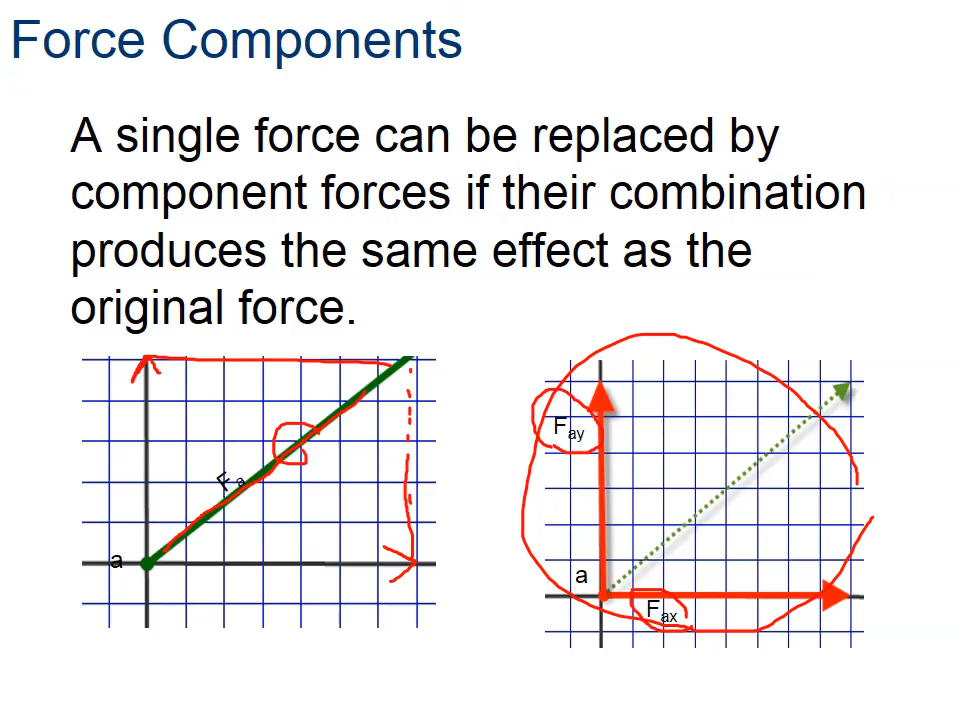 Force Components
A single force can be replaced by
component forces if their combination
produces the same effect as the
original force.
Fa
a
Fay
a
Fax